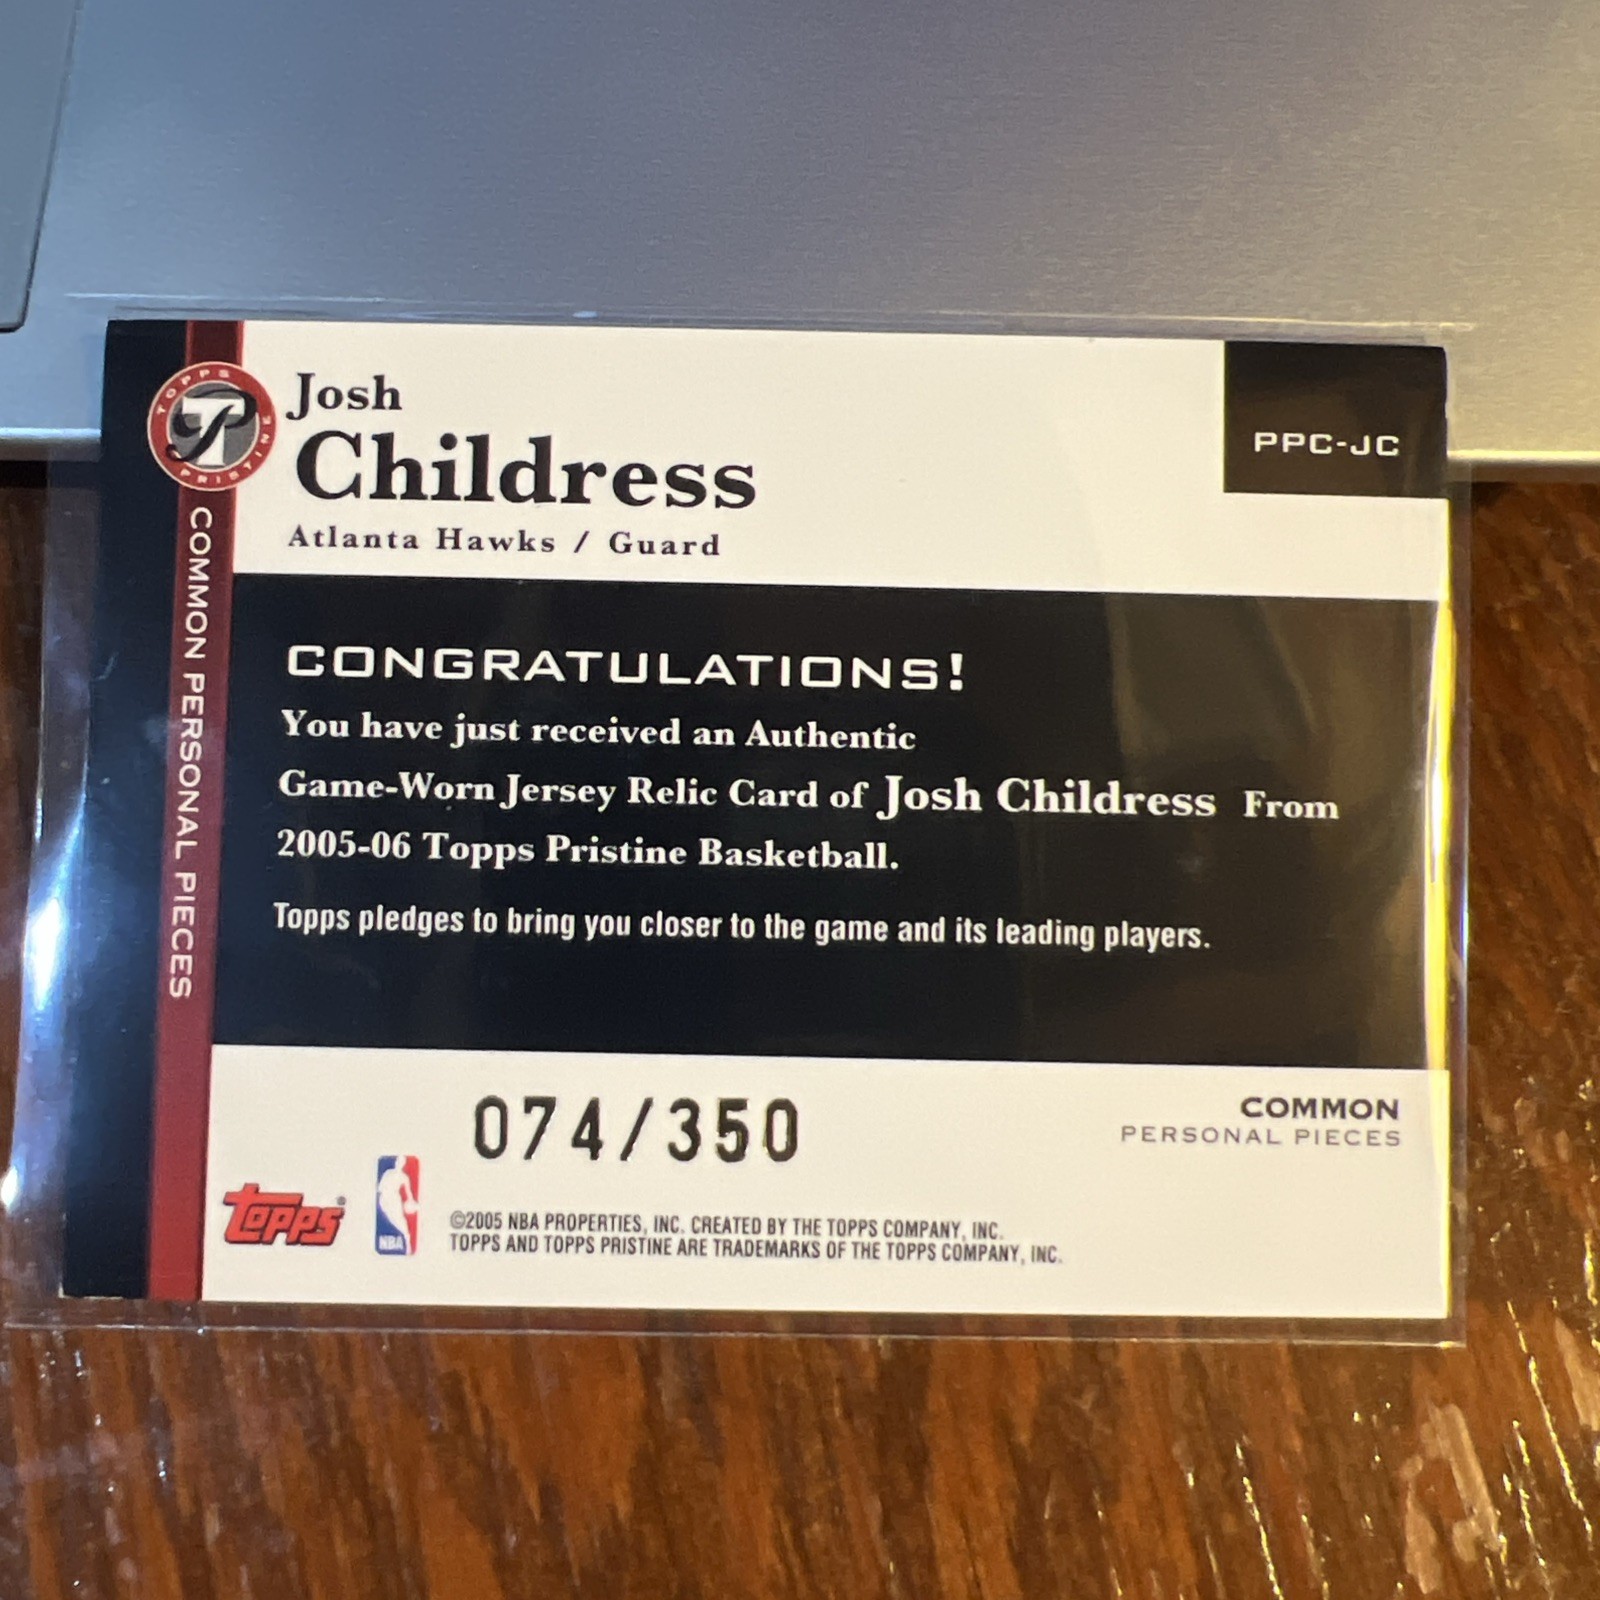 TOPPS
PRISTINE
Josh
Childress
Atlanta Hawks / Guard
PPC-JC
COMMON PERSONAL PIECES
CONGRATULATIONS!
You have just received an Authentic
Game-Worn Jersey Relic Card of Josh Childress From
2005-06 Topps Pristine Basketball.
Topps pledges to bring you closer to the game and its leading players.
074/350
COMMON
PERSONAL PIECES
Topps®
NBA
©2005 NBA PROPERTIES, INC. CREATED BY THE TOPPS COMPANY, INC.
TOPPS AND TOPPS PRISTINE ARE TRADEMARKS OF THE TOPPS COMPANY, INC.